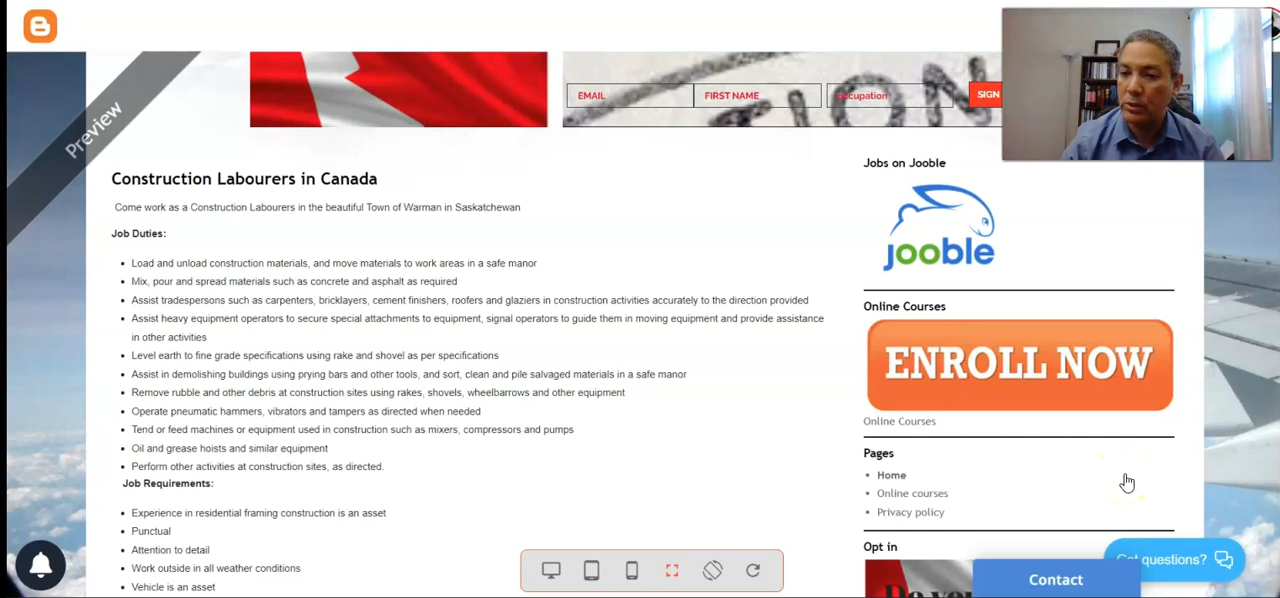 Preview
EMAIL
FIRST NAME
occupation
SIGN
TION
Construction Labourers in Canada
Come work as a Construction Labourers in the beautiful Town of Warman in Saskatchewan
Job Duties:
Load and unload construction materials, and move materials to work areas in a safe manor
Mix, pour and spread materials such as concrete and asphalt as required
Assist tradespersons such as carpenters, bricklayers, cement finishers, roofers and glaziers in construction activities accurately to the direction provided
Assist heavy equipment operators to secure special attachments to equipment, signal operators to guide them in moving equipment and provide assistance
in other activities
Level earth to fine grade specifications using rake and shovel as per specifications
Assist in demolishing buildings using prying bars and other tools, and sort, clean and pile salvaged materials in a safe manor
Remove rubble and other debris at construction sites using rakes, shovels, wheelbarrows and other equipment
Operate pneumatic hammers, vibrators and tampers as directed when needed
Tend or feed machines or equipment used in construction such as mixers, compressors and pumps
Oil and grease hoists and similar equipment
Perform other activities at construction sites, as directed.
Job Requirements:
Experience in residential framing construction is an asset
Punctual
Attention to detail
Work outside in all weather conditions
Vehicle is an asset
Jobs on Jooble
jooble
Online Courses
ENROLL NOW
Online Courses
Pages
Home
Online courses
Privacy policy
Opt in
Do you
Got questions?
Contact